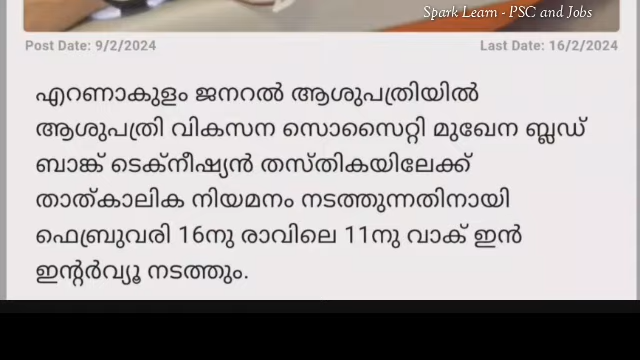 Spark Learn - PSC and Jobs
Post Date: 9/2/2024 Last Date: 16/2/2024
എറണാകുളം ജനറൽ ആശുപത്രിയിൽ
ആശുപത്രി വികസന സൊസൈറ്റി മുഖേന ബ്ലഡ്
ബാങ്ക് ടെക്നീഷ്യൻ തസ്തികയിലേക്ക്
താത്കാലിക നിയമനം നടത്തുന്നതിനായി
ഫെബ്രുവരി 16നു രാവിലെ 11നു വാക് ഇൻ
ഇന്റർവ്യൂ നടത്തും.